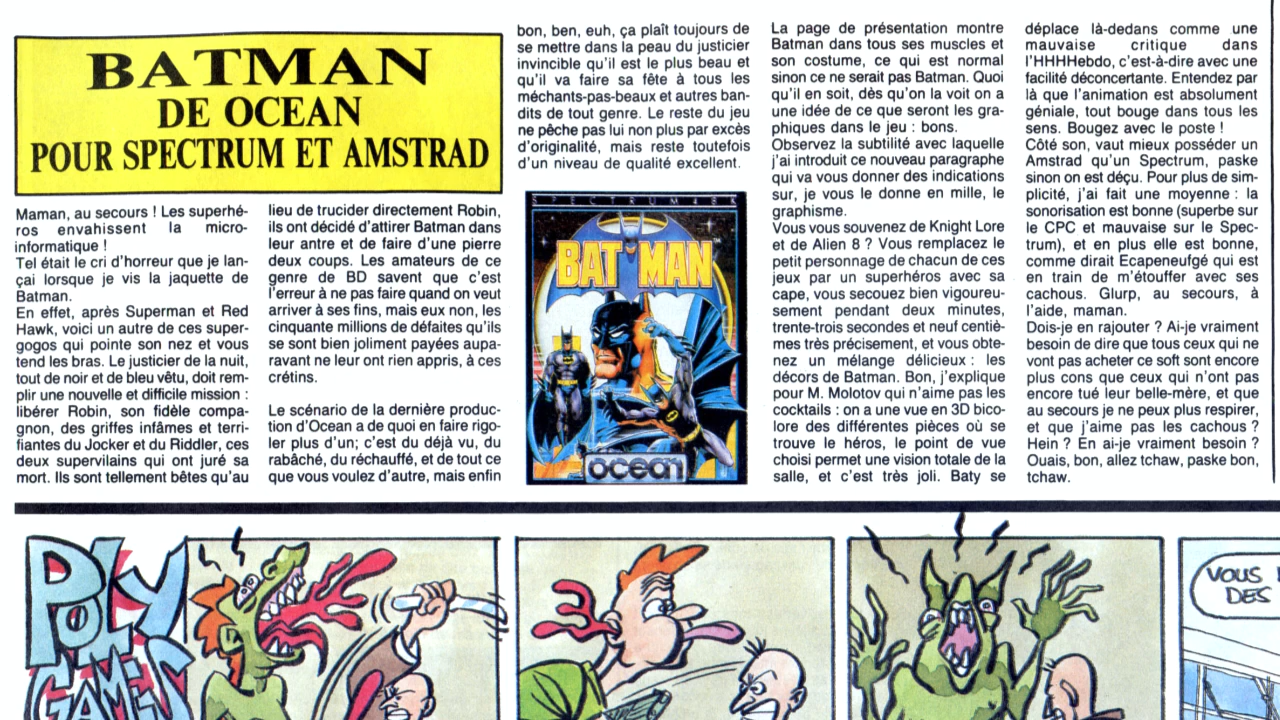 BATMAN
DE OCEAN
POUR SPECTRUM ET AMSTRAD
Maman, au secours ! Les superhé-
ros envahissent la micro-
informatique !
Tel était le cri d'horreur que je lan-
çai lorsque je vis la jaquette de
Batman.
En effet, après Superman et Red
Hawk, voici un autre de ces super-
gogos qui pointe son nez et vous
tend les bras. Le justicier de la nuit,
tout de noir et de bleu vêtu, doit rem-
plir une nouvelle et difficile mission :
libérer Robin, son fidèle compa-
gnon, des griffes infâmes et terri-
fiantes du Jocker et du Riddler, ces
deux supervilains qui ont juré sa
mort. Ils sont tellement bêtes qu'au
lieu de trucider directement Robin,
ils ont décidé d'attirer Batman dans
leur antre et de faire d'une pierre
deux coups. Les amateurs de ce
genre de BD savent que c'est
l'erreur à ne pas faire quand on veut
arriver à ses fins, mais eux non, les
cinquante millions de défaites qu'ils
se sont bien joliment payées aupa-
ravant ne leur ont rien appris, à ces
crétins.
Le scénario de la dernière produc-
tion d'Ocean a de quoi en faire rigo-
ler plus d'un; c'est du déjà vu, du
rabâché, du réchauffé, et de tout ce
que vous voulez d'autre, mais enfin
bon, ben, euh, ça plaît toujours de
se mettre dans la peau du justicier
invincible qu'il est le plus beau et
qu'il va faire sa fête à tous les
méchants-pas-beaux et autres ban-
dits de tout genre. Le reste du jeu
ne pêche pas lui non plus par excès
d'originalité, mais reste toutefois
d'un niveau de qualité excellent.
SPECTRUM 48K
BATMAN
ocean
La page de présentation montre
Batman dans tous ses muscles et
son costume, ce qui est normal
sinon ce ne serait pas Batman. Quoi
qu'il en soit, dès qu'on la voit on a
une idée de ce que seront les gra-
phiques dans le jeu : bons.
Observez la subtilité avec laquelle
j'ai introduit ce nouveau paragraphe
qui va vous donner des indications
sur, je vous le donne en mille, le
graphisme.
Vous vous souvenez de Knight Lore
et de Alien 8 ? Vous remplacez le
petit personnage de chacun de ces
jeux par un superhéros avec sa
cape, vous secouez bien vigoureu-
sement pendant deux minutes,
trente-trois secondes et neuf centiè-
mes très précisement, et vous obte-
nez un mélange délicieux : les
décors de Batman. Bon, j'explique
pour M. Molotov qui n'aime pas les
cocktails : on a une vue en 3D bico-
lore des différentes pièces où se
trouve le héros, le point de vue
choisi permet une vision totale de la
salle, et c'est très joli. Baty se
déplace là-dedans comme une
mauvaise critique dans
l'HHHHebdo, c'est-à-dire avec une
facilité déconcertante. Entendez par
là que l'animation est absolument
géniale, tout bouge dans tous les
sens. Bougez avec le poste !
Côté son, vaut mieux posséder un
Amstrad qu'un Spectrum, paske
sinon on est déçu. Pour plus de sim-
plicité, j'ai fait une moyenne : la
sonorisation est bonne (superbe sur
le CPC et mauvaise sur le Spec-
trum), et en plus elle est bonne,
comme dirait Ecapeneufgé qui est
en train de m'étouffer avec ses
cachous. Glurp, au secours, à
l'aide, maman.
Dois-je en rajouter ? Ai-je vraiment
besoin de dire que tous ceux qui ne
vont pas acheter ce soft sont encore
plus cons que ceux qui n'ont pas
encore tué leur belle-mère, et que
au secours je ne peux plus respirer,
et que j'aime pas les cachous ?
Hein ? En ai-je vraiment besoin ?
Ouais, bon, allez tchaw, paske bon,
tchaw.
POLY
GAMINS
VOUS
DES